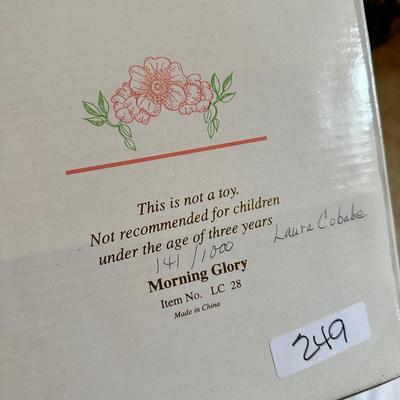 This is not a toy.
Not recommended for children
under the age of three years
141/1000 Laura Cobabe
Morning Glory
Item No. LC 28
Made in China
249